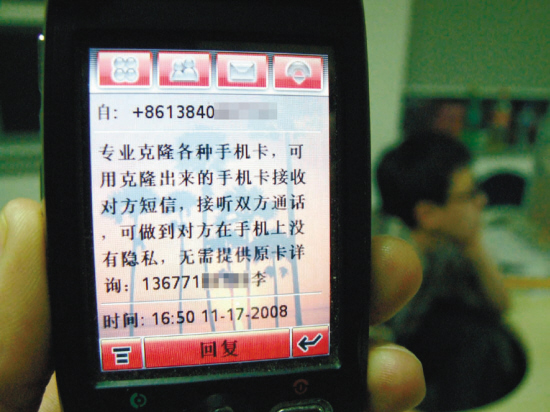 自：+8613840
专业克隆各种手机卡，可
用克隆出来的手机卡接收
对方短信，接听双方通话
，可做到对方在手机上没
有隐私，无需提供原卡详
询：136771 李
时间: 16:50 11-17-2008
回复